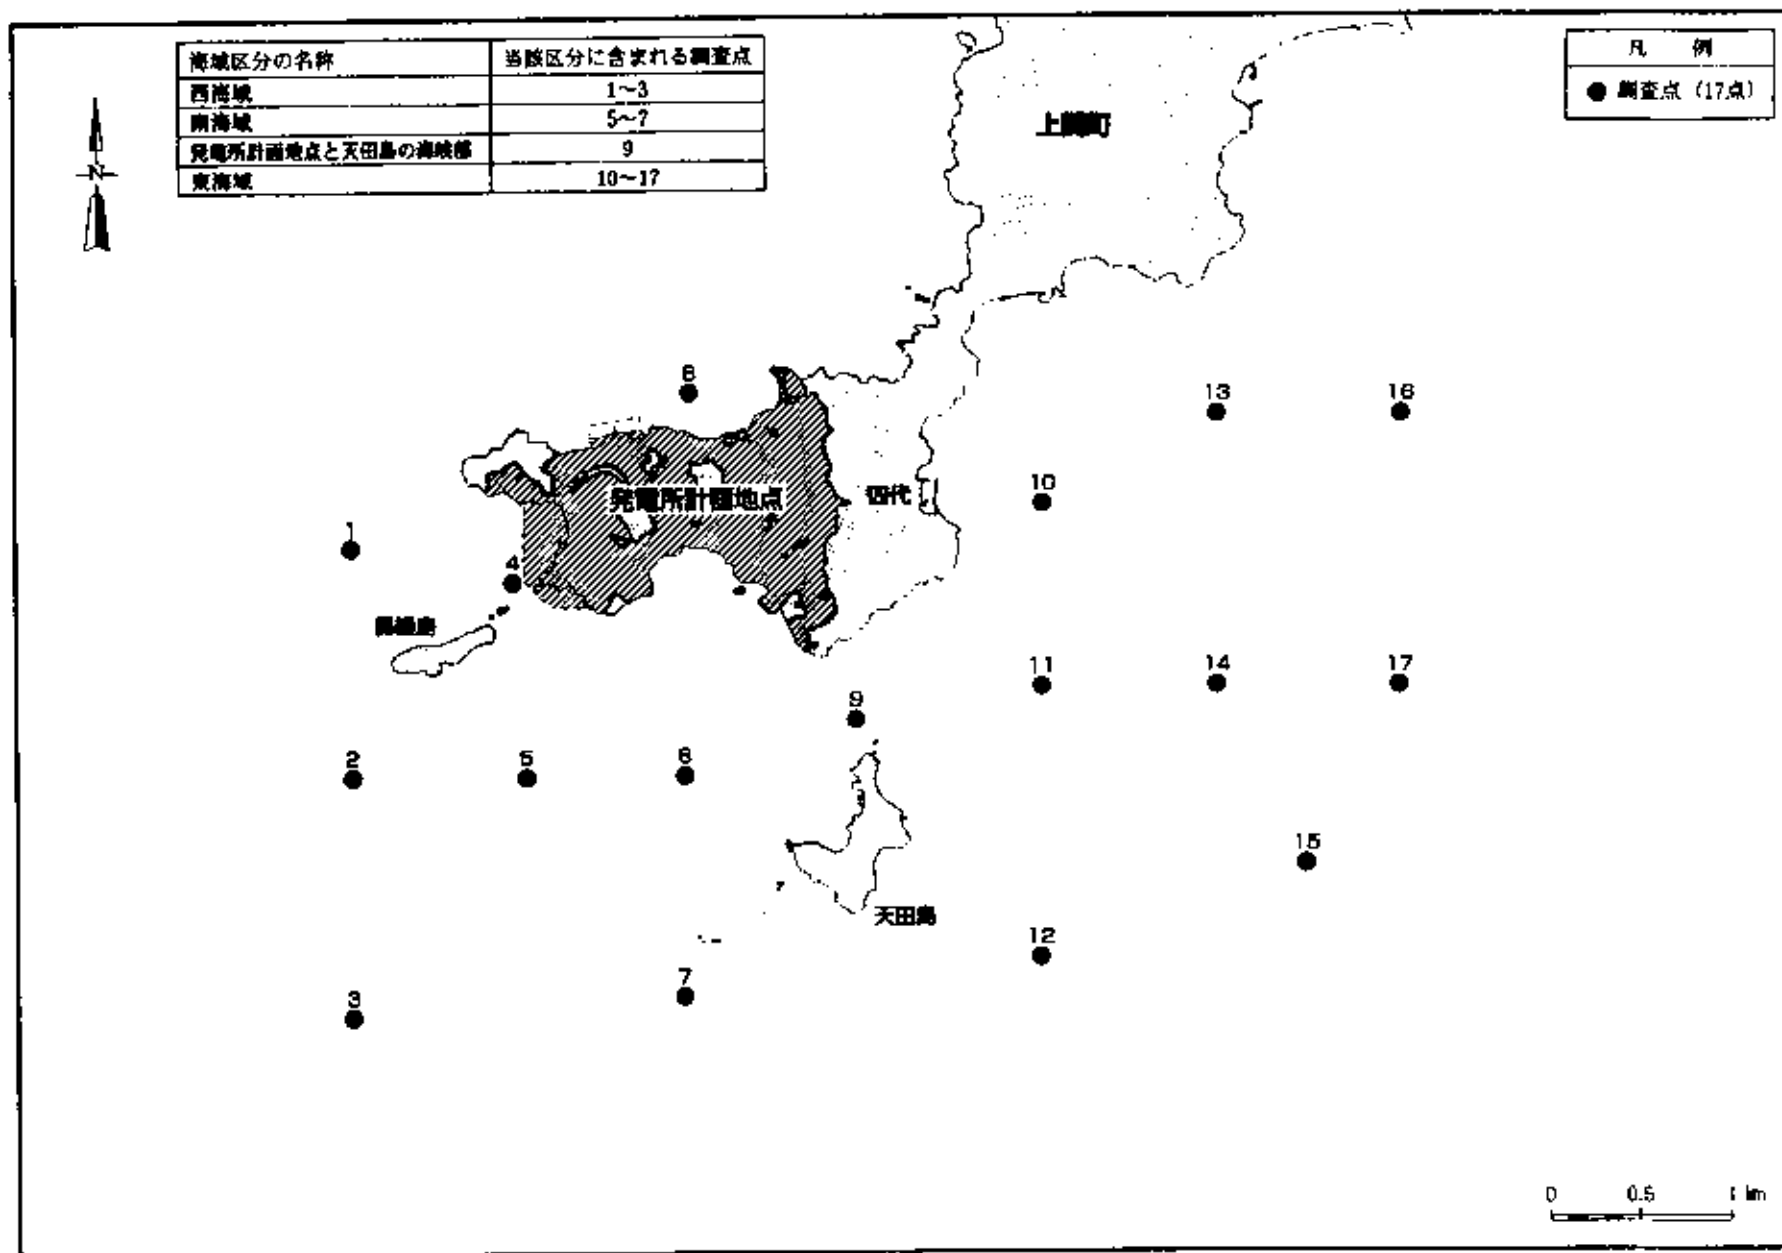 海域区分の名称 当該区分に含まれる調査点
西海域 1～3
南海域 5～7
発電所計画地点と天田島の海峡部 9
東海域 10～17
凡 例
● 調査点 (17点)
N
上関町
8
13
16
発電所計画地点
四代
10
1
4
11
14
17
9
2
5
6
15
天田島
12
7
3
0 0.5 1 km